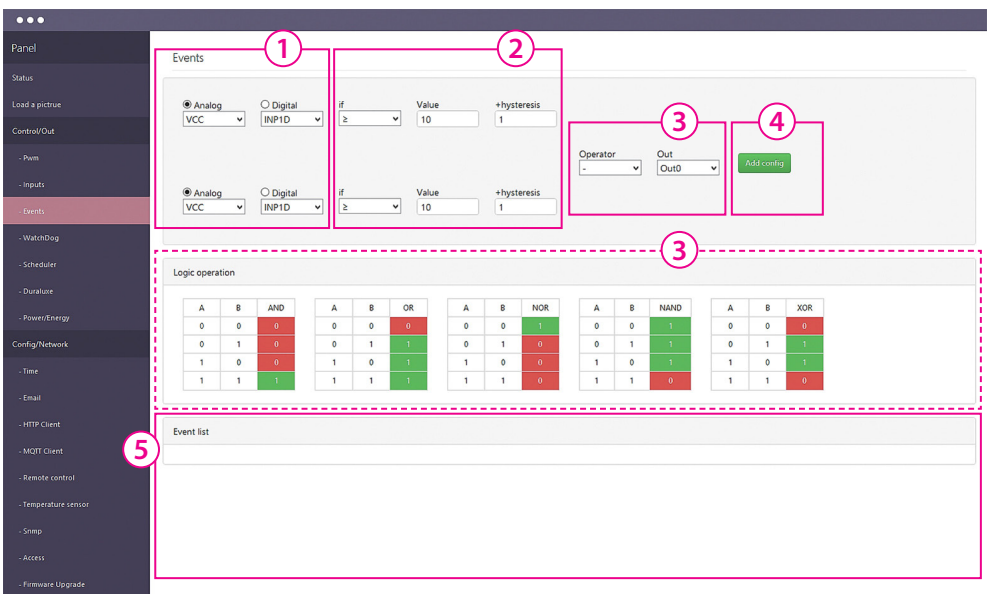 Panel
Status
Load a pictrue
Control/Out
- Pwm
- Inputs
- Events
- WatchDog
- Scheduler
- Duraluxe
- Power/Energy
Config/Network
- Time
- Email
- HTTP Client
- MQTT Client
- Remote control
- Temperature sensor
- Snmp
- Access
- Firmware Upgrade
1
2
Events
Analog Digital if Value +hysteresis
VCC INP1D ≥ 10 1
3
4
Operator Out
- Out0
Add config
Analog Digital if Value +hysteresis
VCC INP1D ≥ 10 1
3
Logic operation
A B AND A B OR A B NOR A B NAND A B XOR
0 0 0 0 0 0 0 0 1 0 0 1 0 0 0
0 1 0 0 1 1 0 1 0 0 1 1 0 1 1
1 0 0 1 0 1 1 0 0 1 0 1 1 0 1
1 1 1 1 1 1 1 1 0 1 1 0 1 1 0
5
Event list